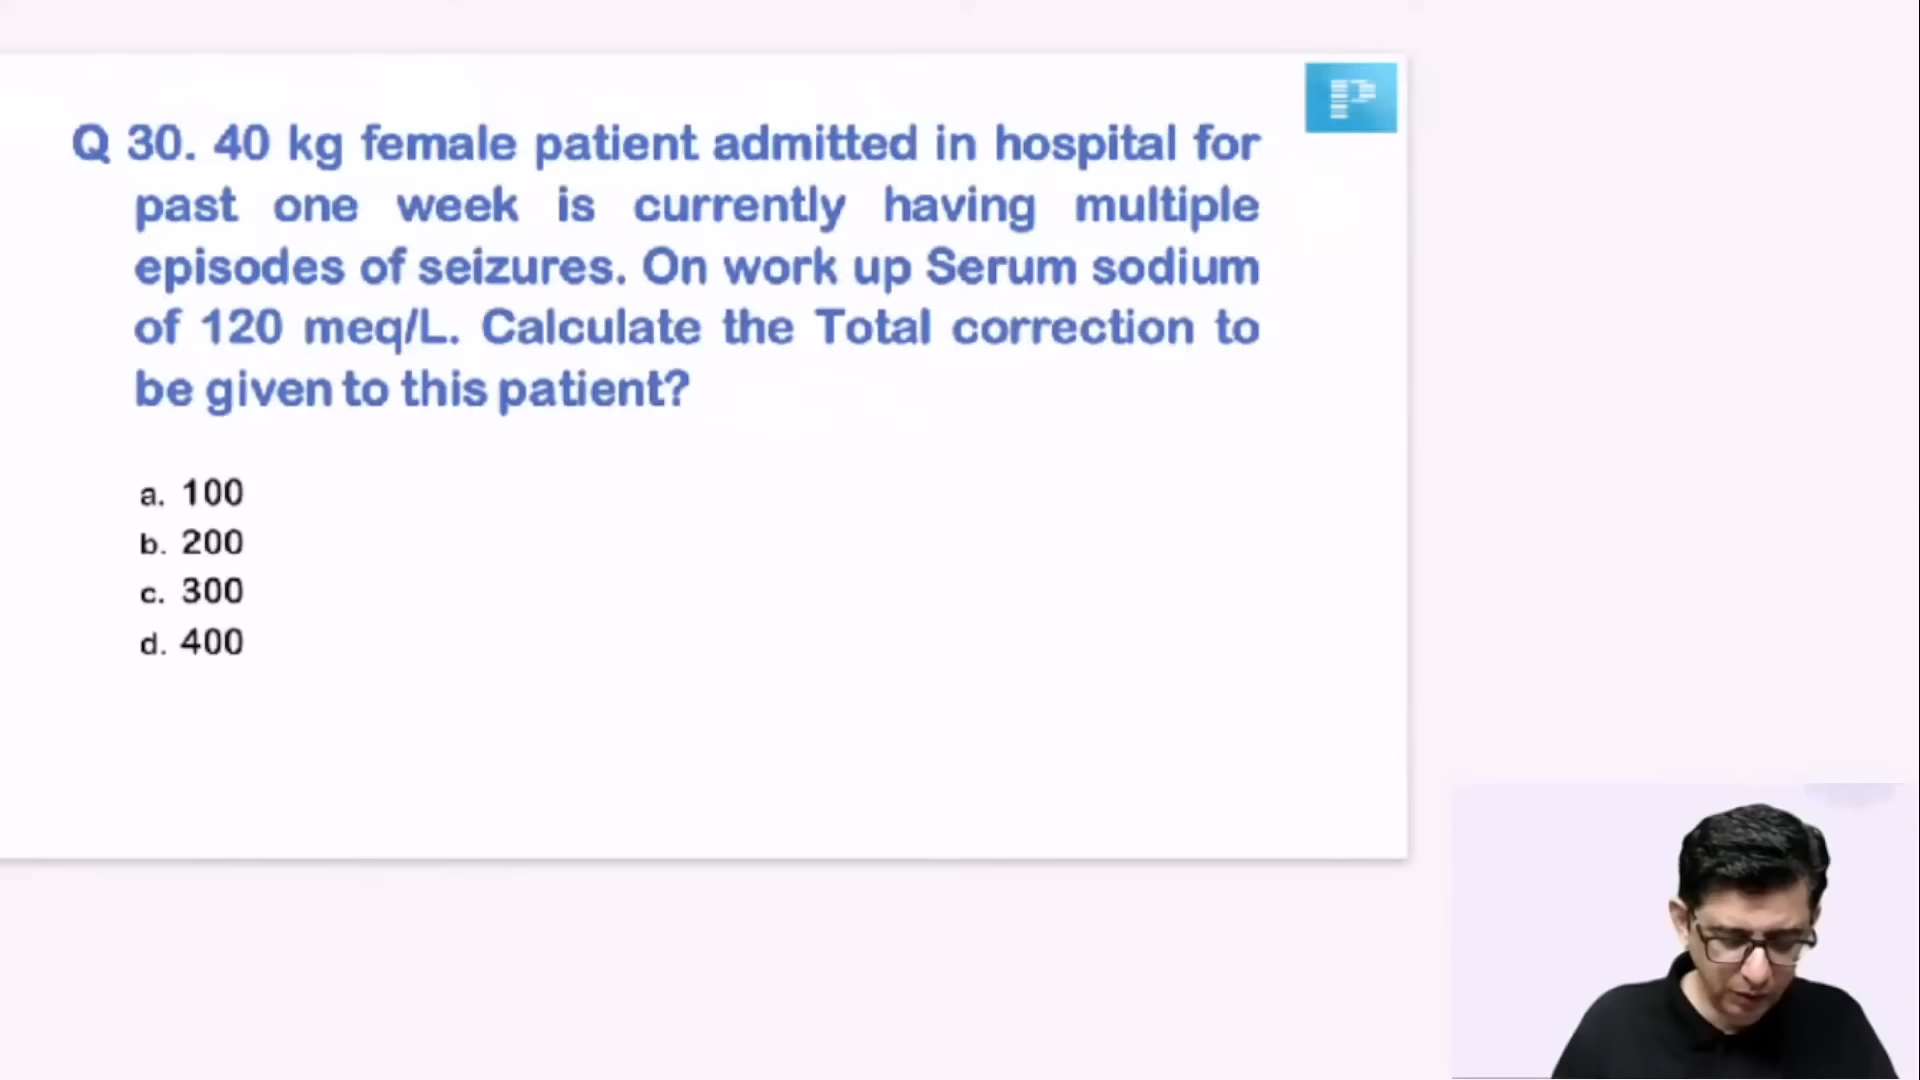 Q 30. 40 kg female patient admitted in hospital for
past one week is currently having multiple
episodes of seizures. On work up Serum sodium
of 120 meq/L. Calculate the Total correction to
be given to this patient?
a. 100
b. 200
c. 300
d. 400
P